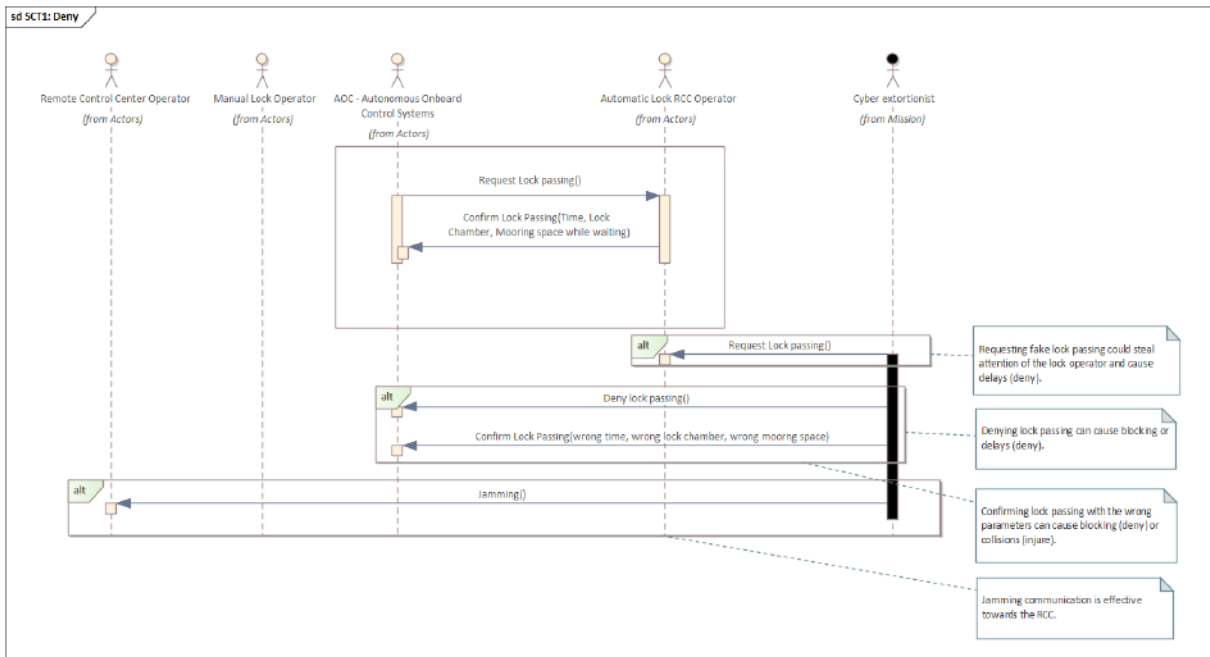 sd SCT1: Deny
Remote Control Center Operator
(from Actors)
Manual Lock Operator
(from Actors)
AOC - Autonomous Onboard
Control Systems
(from Actors)
Automatic Lock RCC Operator
(from Actors)
Cyber extortionist
(from Mission)
Request Lock passing()
Confirm Lock Passing(Time, Lock
Chamber, Mooring space while waiting)
alt
Request Lock passing()
Requesting fake lock passing could steal
attention of the lock operator and cause
delays (deny).
alt
Deny lock passing()
Confirm Lock Passing(wrong time, wrong lock chamber, wrong moorng space)
Denying lock passing can cause blocking or
delays (deny).
alt
Jamming()
Confirming lock passing with the wrong
parameters can cause blocking (deny) or
collisions (injure).
Jamming communication is effective
towards the RCC.